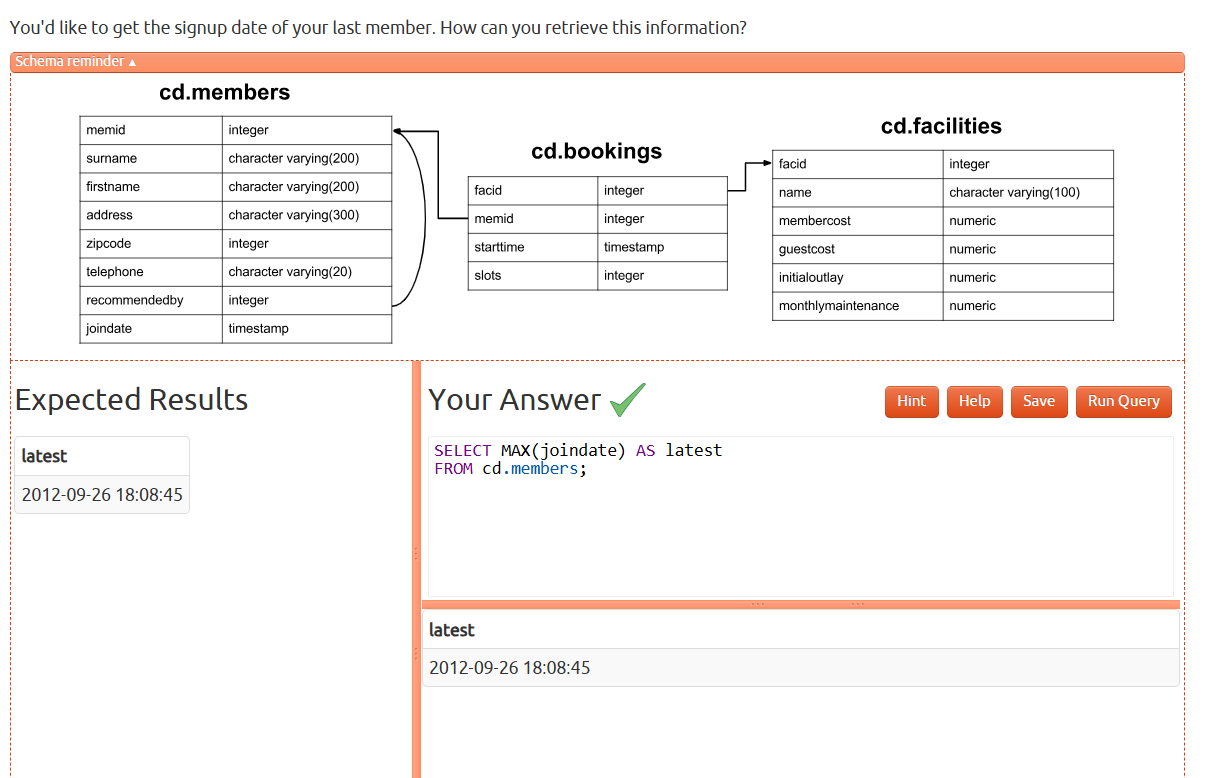 You'd like to get the signup date of your last member. How can you retrieve this information?
Schema reminder ▲
cd.members
memid integer
surname character varying(200)
firstname character varying(200)
address character varying(300)
zipcode integer
telephone character varying(20)
recommendedby integer
joindate timestamp
cd.bookings
facid integer
memid integer
starttime timestamp
slots integer
cd.facilities
facid integer
name character varying(100)
membercost numeric
guestcost numeric
initialoutlay numeric
monthlymaintenance numeric
Expected Results
latest
2012-09-26 18:08:45
Your Answer
Hint Help Save Run Query
SELECT MAX(joindate) AS latest
FROM cd.members;
latest
2012-09-26 18:08:45